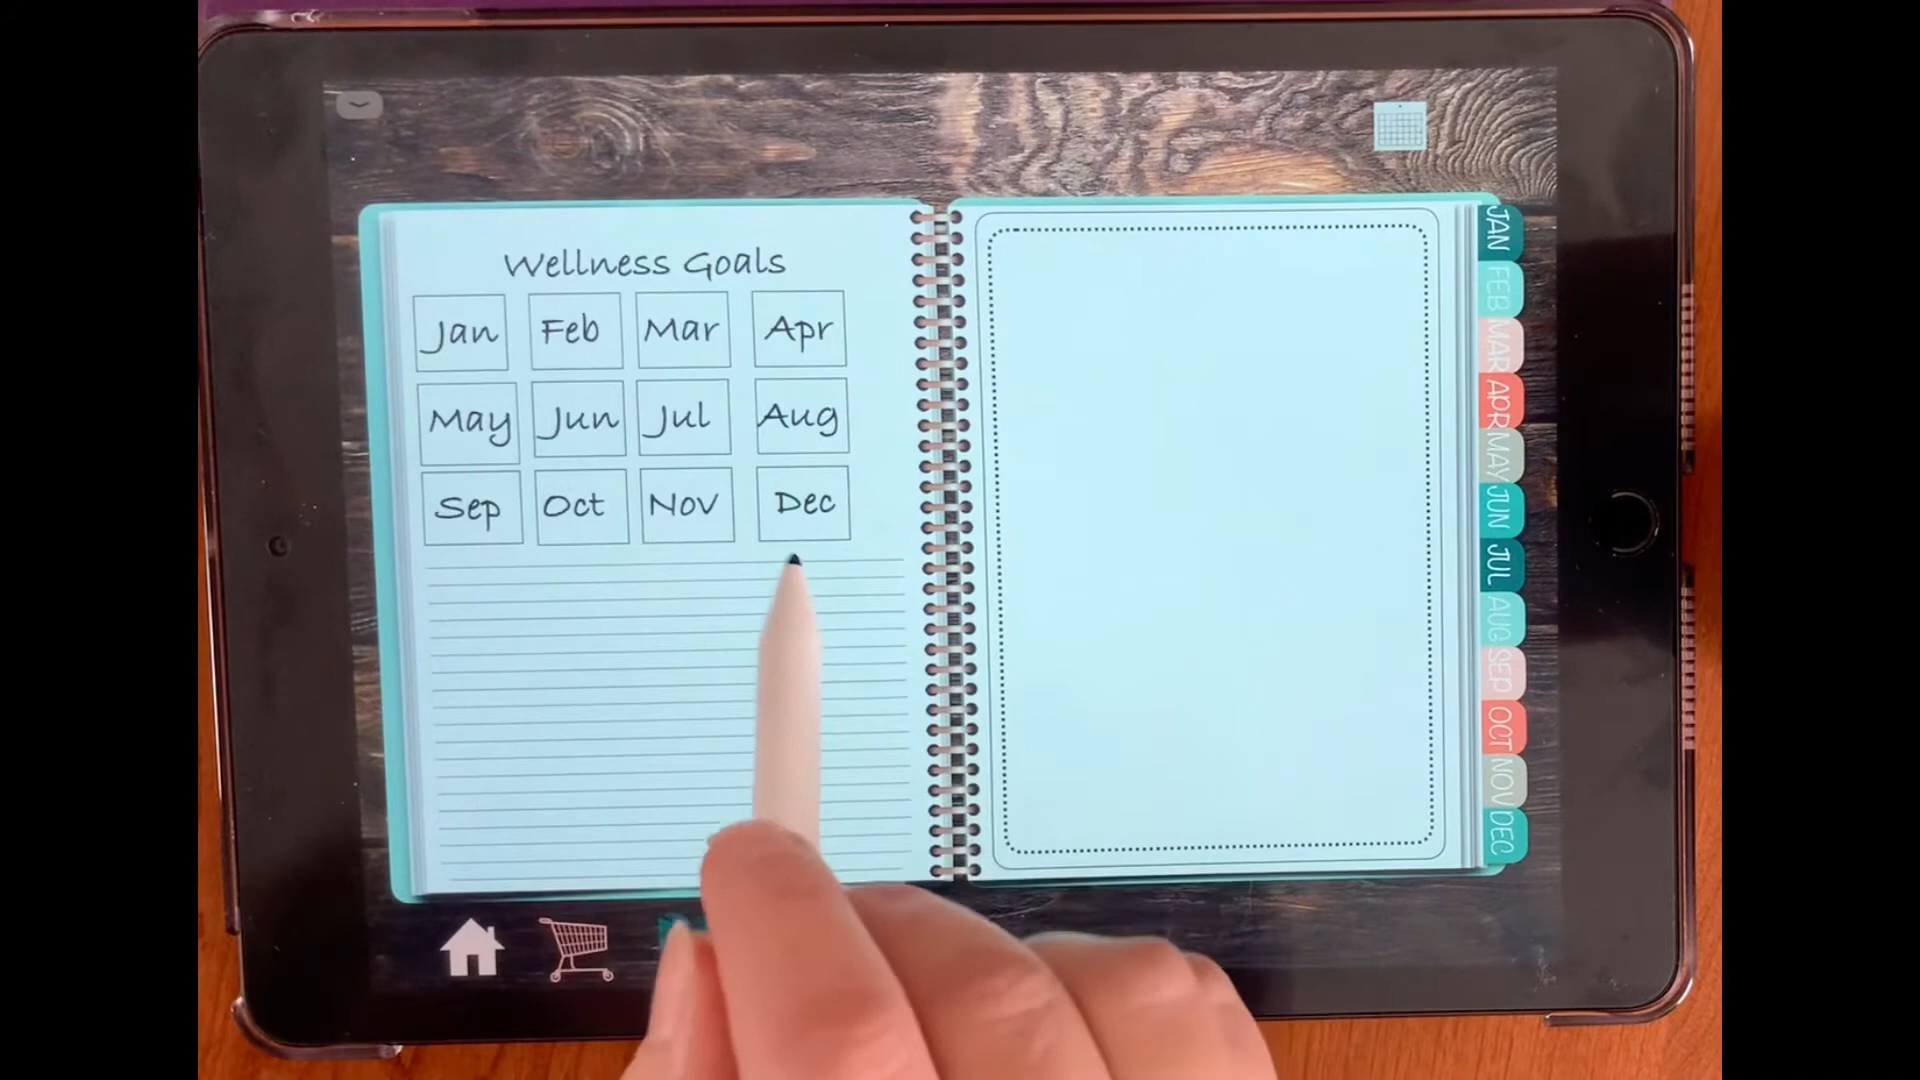 Wellness Goals
Jan Feb Mar Apr
May Jun Jul Aug
Sep Oct Nov Dec
JAN
FEB
MAR
APR
MAY
JUN
JUL
AUG
SEP
OCT
NOV
DEC